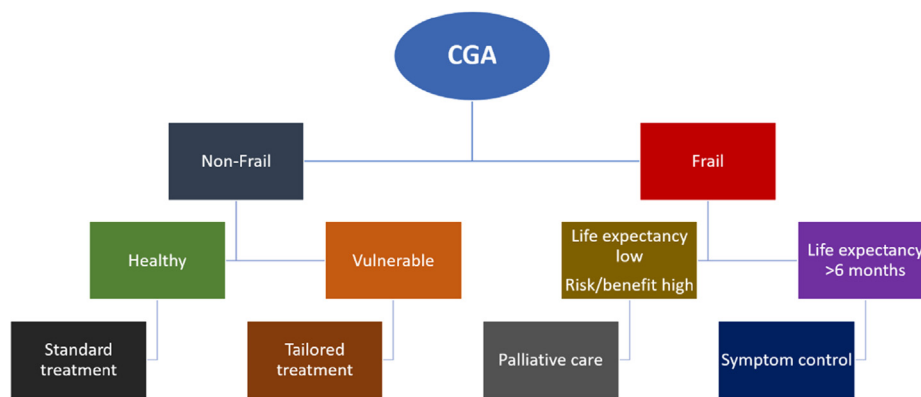 CGA
Non-Frail
Frail
Healthy
Vulnerable
Life expectancy
low
Risk/benefit high
Life expectancy
>6 months
Standard
treatment
Tailored
treatment
Palliative care
Symptom control